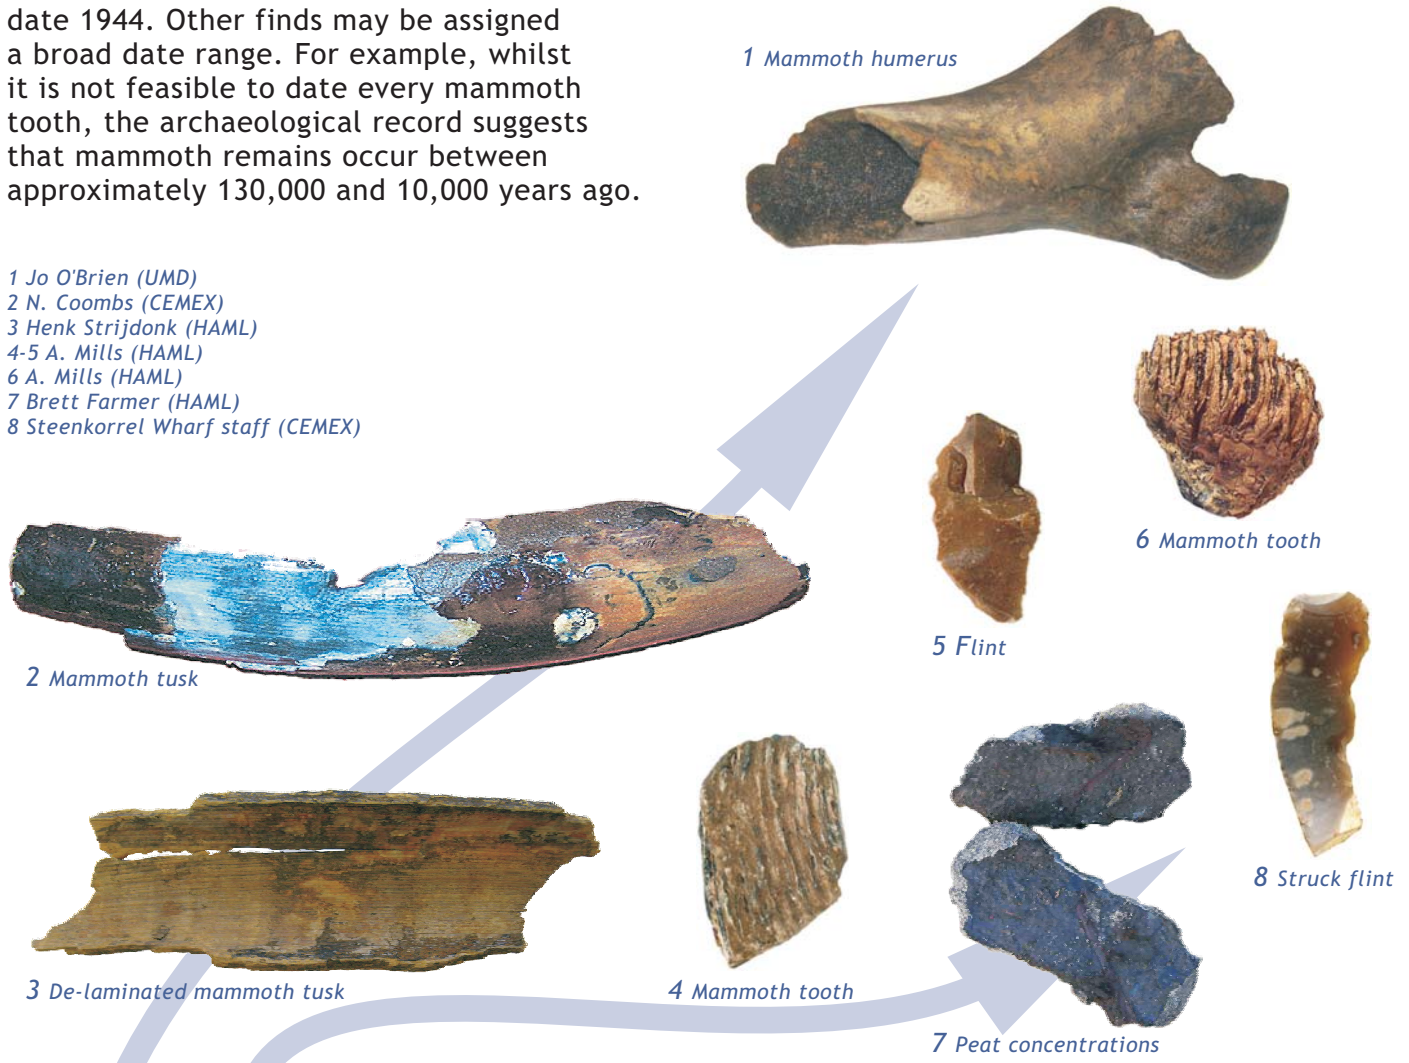 date 1944. Other finds may be assigned
a broad date range. For example, whilst
it is not feasible to date every mammoth
tooth, the archaeological record suggests
that mammoth remains occur between
approximately 130,000 and 10,000 years ago.
1 Jo O'Brien (UMD)
2 N. Coombs (CEMEX)
3 Henk Strijdonk (HAML)
4-5 A. Mills (HAML)
6 A. Mills (HAML)
7 Brett Farmer (HAML)
8 Steenkorrel Wharf staff (CEMEX)
1 Mammoth humerus
6 Mammoth tooth
5 Flint
2 Mammoth tusk
8 Struck flint
3 De-laminated mammoth tusk
4 Mammoth tooth
7 Peat concentrations